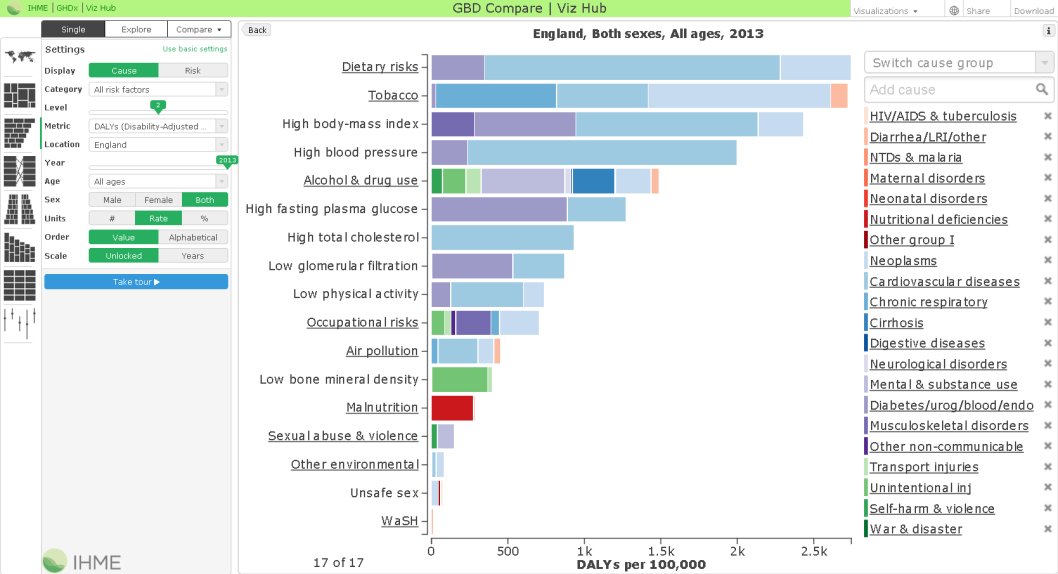 IHME | GHDx | Viz Hub
GBD Compare | Viz Hub
Visualizations ▾
Share
Download
Single
Explore
Compare ▾
Settings
Use basic settings
Display
Cause
Risk
Category
All risk factors
Level
2
Metric
DALYs (Disability-Adjusted ...
Location
England
Year
2013
Age
All ages
Sex
Male
Female
Both
Units
#
Rate
%
Order
Value
Alphabetical
Scale
Unlocked
Years
Take tour ▶
IHME
Back
England, Both sexes, All ages, 2013
i
Dietary risks
Tobacco
High body-mass index
High blood pressure
Alcohol & drug use
High fasting plasma glucose
High total cholesterol
Low glomerular filtration
Low physical activity
Occupational risks
Air pollution
Low bone mineral density
Malnutrition
Sexual abuse & violence
Other environmental
Unsafe sex
WaSH
0
500
1k
1.5k
2k
2.5k
17 of 17
DALYs per 100,000
Switch cause group
Add cause
HIV/AIDS & tuberculosis
Diarrhea/LRI/other
NTDs & malaria
Maternal disorders
Neonatal disorders
Nutritional deficiencies
Other group I
Neoplasms
Cardiovascular diseases
Chronic respiratory
Cirrhosis
Digestive diseases
Neurological disorders
Mental & substance use
Diabetes/urog/blood/endo
Musculoskeletal disorders
Other non-communicable
Transport injuries
Unintentional inj
Self-harm & violence
War & disaster